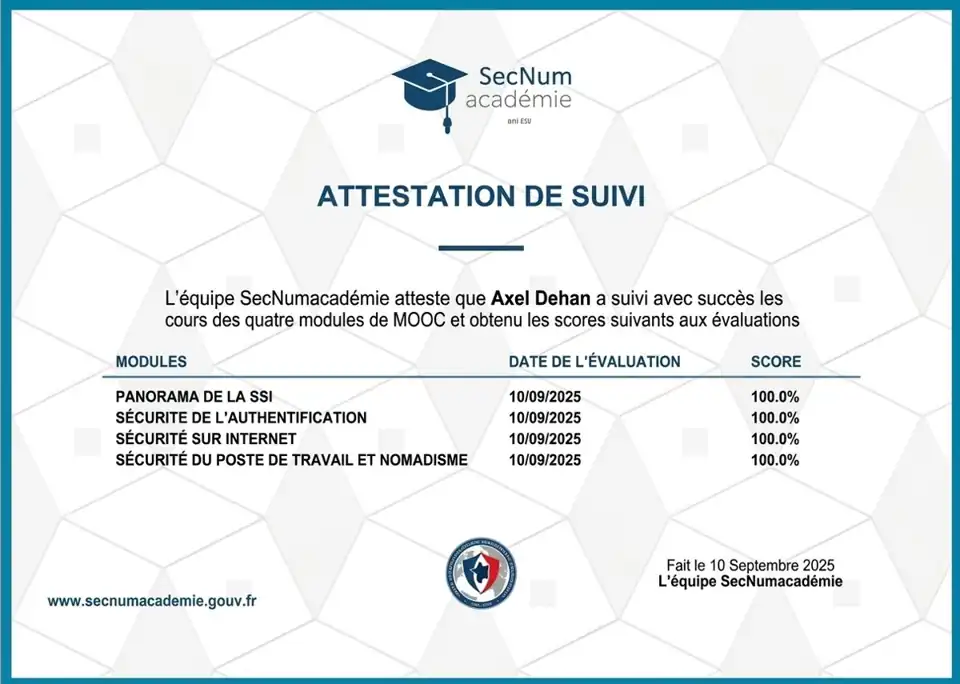 SecNum
académie
ATTESTATION DE SUIVI
L'équipe SecNumacadémie atteste que Axel Dehan a suivi avec succès les
cours des quatre modules de MOOC et obtenu les scores suivants aux évaluations
MODULES DATE DE L'ÉVALUATION SCORE
PANORAMA DE LA SSI 10/09/2025 100.0%
SÉCURITE DE L'AUTHENTIFICATION 10/09/2025 100.0%
SÉCURITÉ SUR INTERNET 10/09/2025 100.0%
SÉCURITÉ DU POSTE DE TRAVAIL ET NOMADISME 10/09/2025 100.0%
Fait le 10 Septembre 2025
L'équipe SecNumacadémie
www.secnumacademie.gouv.fr